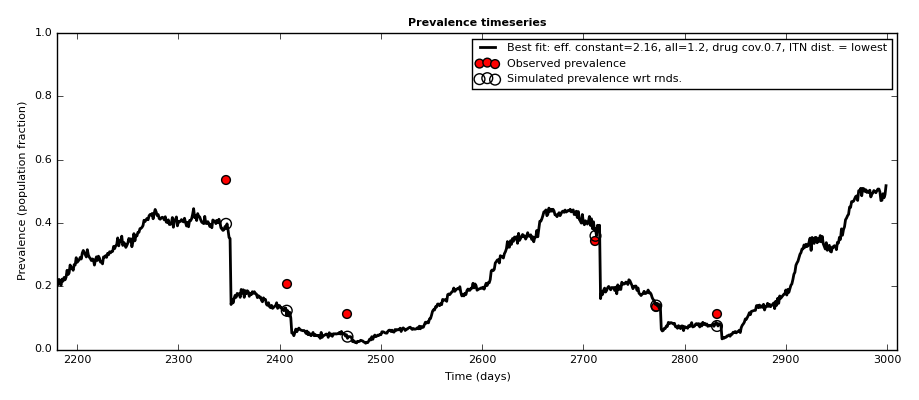 Prevalence timeseries
Best fit: eff. constant=2.16, all=1.2, drug cov.0.7, ITN dist. = lowest
Observed prevalence
Simulated prevalence wrt rnds.
Prevalence (population fraction)
1.0
0.8
0.6
0.4
0.2
0.0
2200 2300 2400 2500 2600 2700 2800 2900 3000
Time (days)